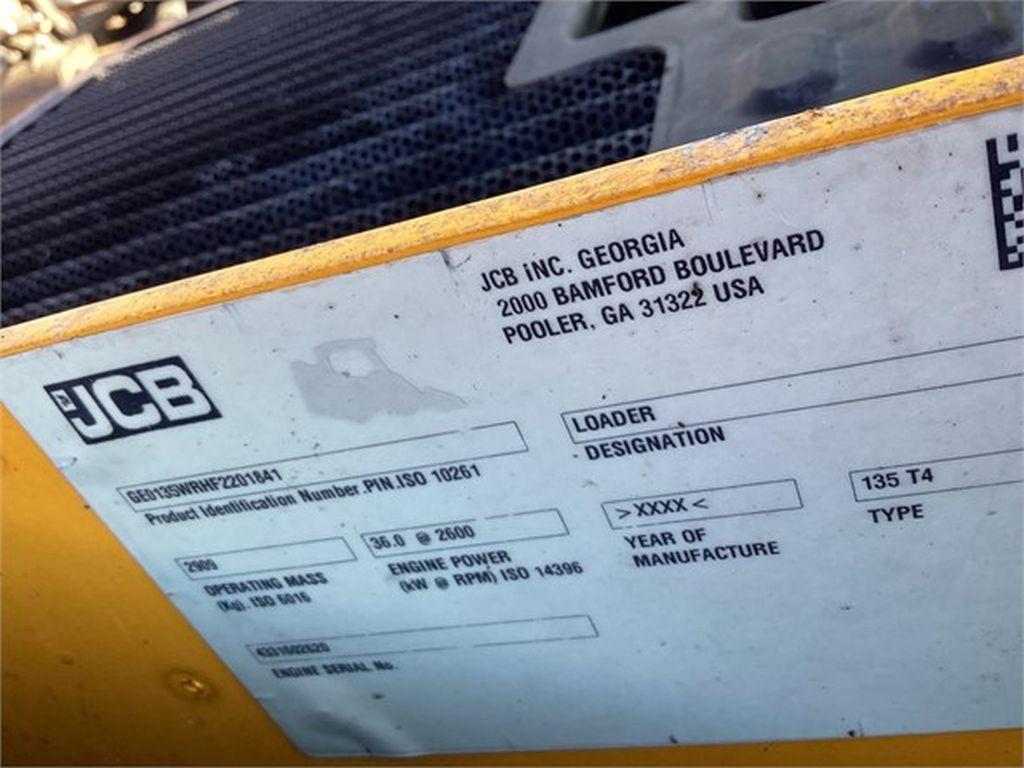 JCB iNC. GEORGIA
2000 BAMFORD BOULEVARD
POOLER, GA 31322 USA
JCB
GE0135WRHF2201841
Product Identification Number.PIN.ISO 10261
LOADER
DESIGNATION
2909
OPERATING MASS
(Kg). ISO 6016
36.0 @ 2600
ENGINE POWER
(kW @ RPM) ISO 14396
>XXXX<
YEAR OF
MANUFACTURE
135 T4
TYPE
4331602620
ENGINE SERIAL No.